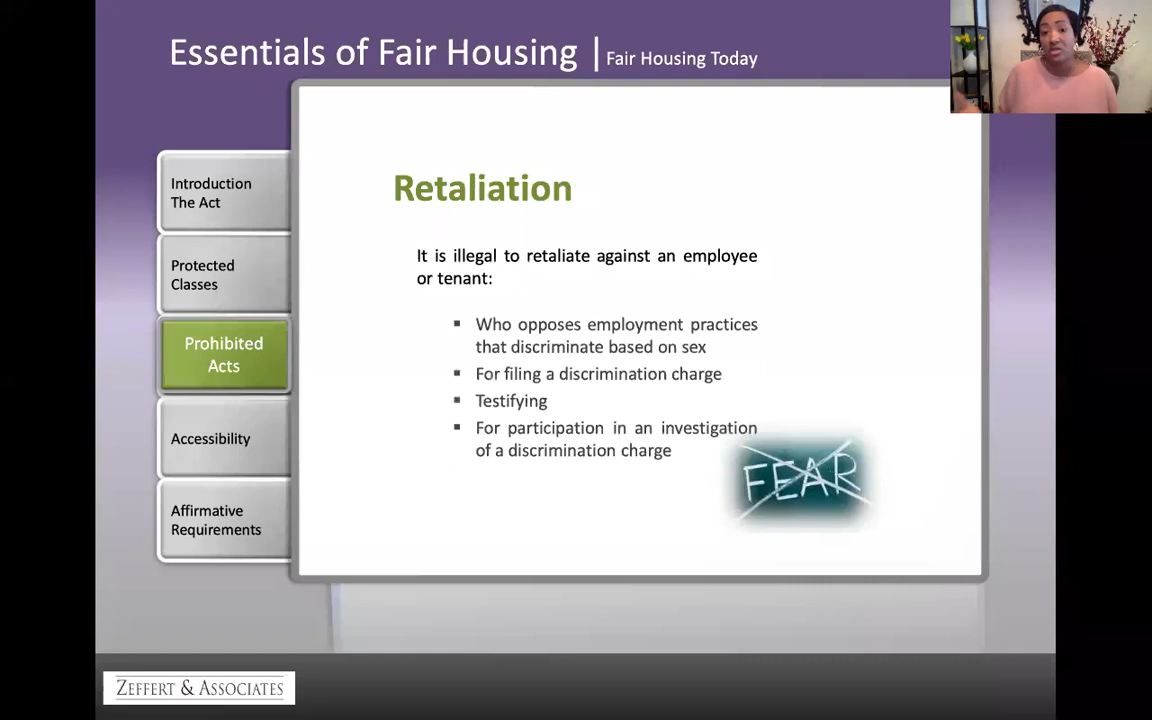 Essentials of Fair Housing | Fair Housing Today
Introduction
The Act
Protected
Classes
Prohibited
Acts
Accessibility
Affirmative
Requirements
Retaliation
It is illegal to retaliate against an employee
or tenant:
▪ Who opposes employment practices
that discriminate based on sex
▪ For filing a discrimination charge
▪ Testifying
▪ For participation in an investigation
of a discrimination charge
FEAR
ZEFFERT & ASSOCIATES